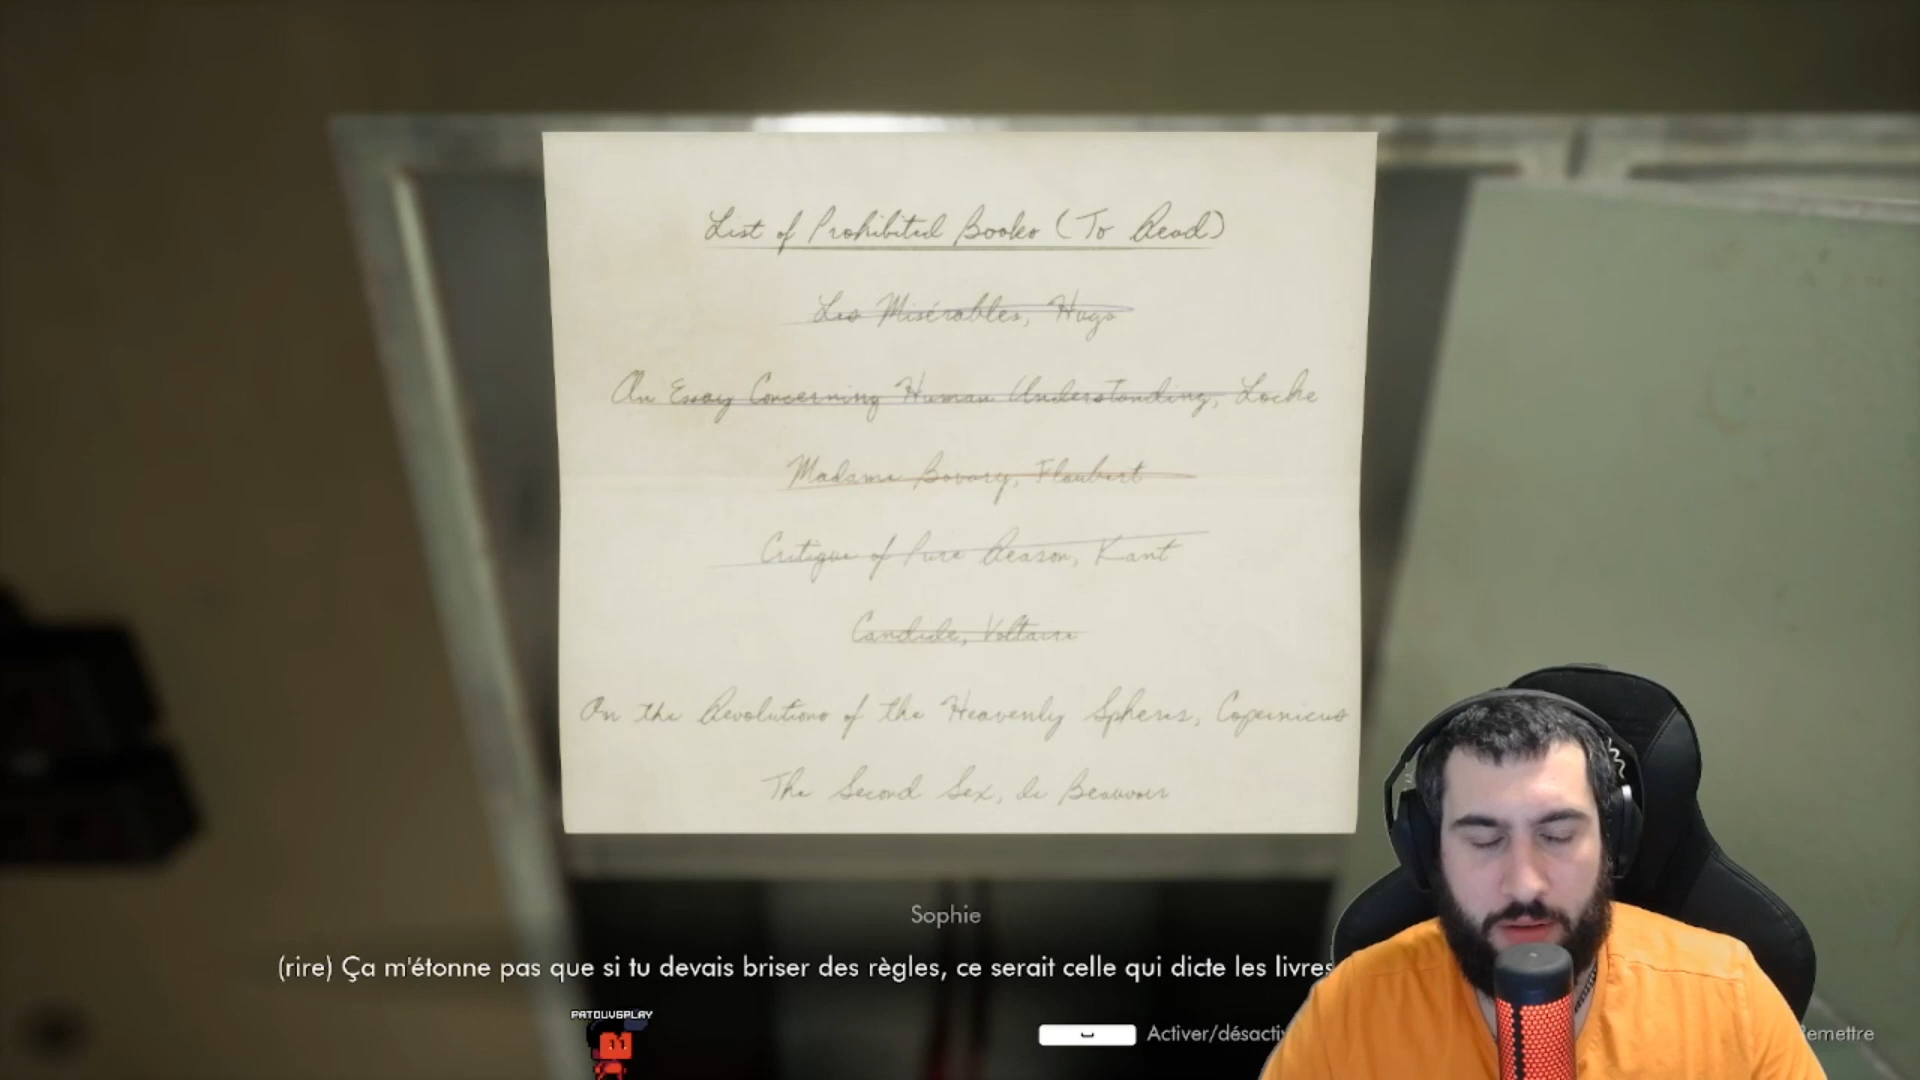 List of Prohibited Books (To Read)
Les Misérables, Hugo
An Essay Concerning Human Understanding, Locke
Madame Bovary, Flaubert
Critique of Pure Reason, Kant
Candide, Voltaire
On the Revolutions of the Heavenly Spheres, Copernicus
The Second Sex, de Beauvoir
Sophie
(rire) Ça m'étonne pas que si tu devais briser des règles, ce serait celle qui dicte les livres
PATOUVSPLAY
Activer/désactiv
emettre